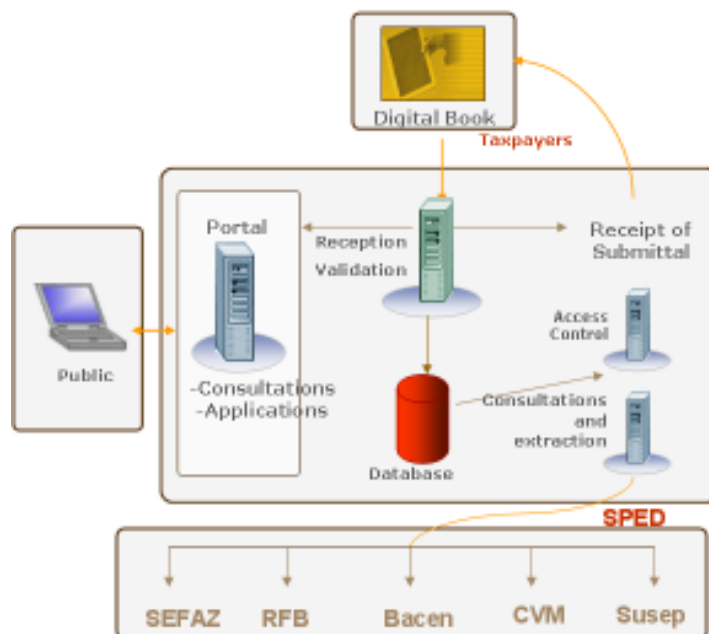 Digital Book
Taxpayers
Portal
Reception
Validation
Receipt of
Submittal
Public
-Consultations
-Applications
Access
Control
Consultations
and
extraction
Database
SPED
SEFAZ
RFB
Bacen
CVM
Susep